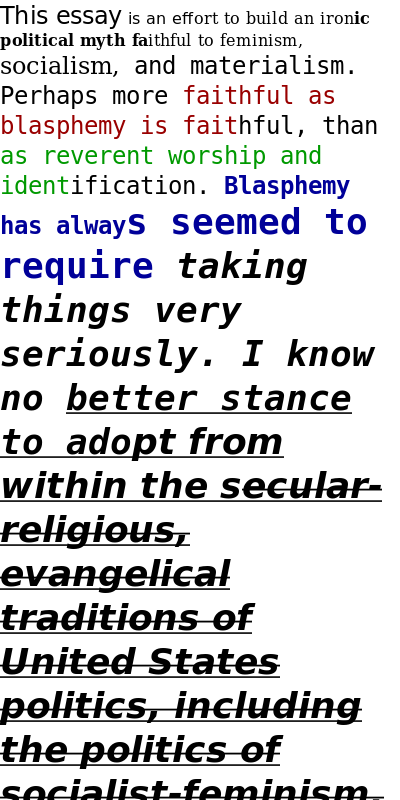 This essay is an effort to build an ironic
political myth faithful to feminism,
socialism, and materialism.
Perhaps more faithful as
blasphemy is faithful, than
as reverent worship and
identification. Blasphemy
has always seemed to
require taking
things very
seriously. I know
no better stance
to adopt from
within the secular-
religious,
evangelical
traditions of
United States
politics, including
the politics of
socialist-feminism.